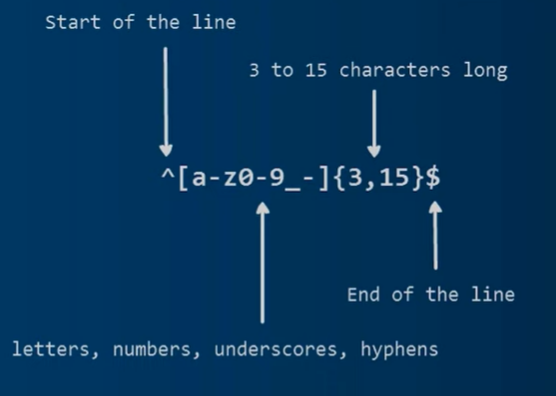 Start of the line
3 to 15 characters long
^[a-z0-9_-]{3,15}$
End of the line
letters, numbers, underscores, hyphens